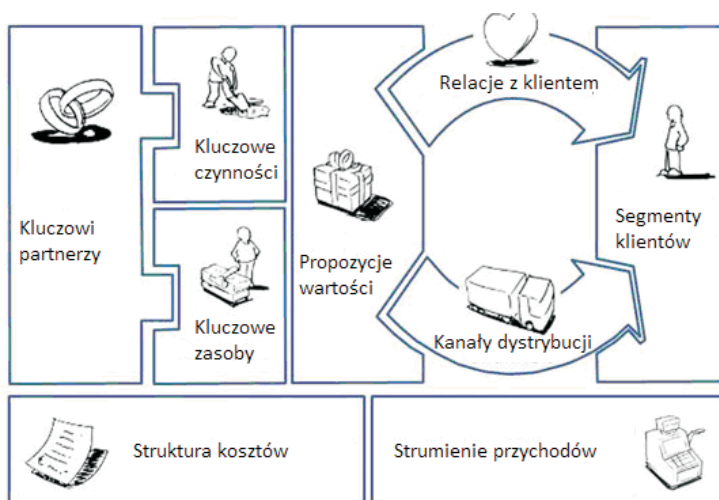 Relacje z klientem
Kluczowe
czynności
Kluczowi
partnerzy
Segmenty
klientów
Propozycje
wartości
Kluczowe
zasoby
Kanały dystrybucji
Struktura kosztów
Strumienie przychodów